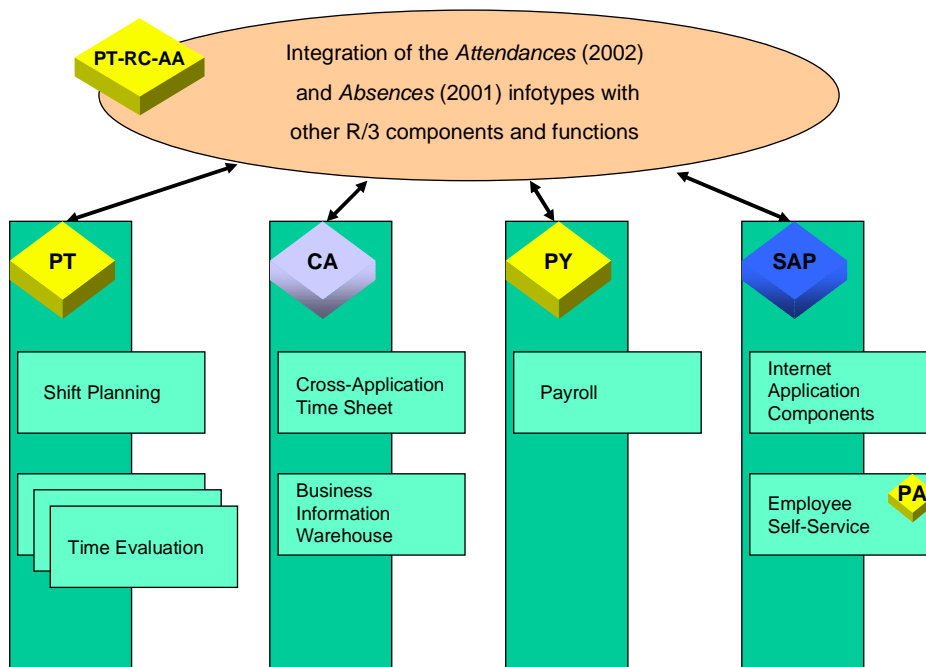 PT-RC-AA
Integration of the Attendances (2002)
and Absences (2001) infotypes with
other R/3 components and functions
PT
CA
PY
SAP
Shift Planning
Cross-Application
Time Sheet
Payroll
Internet
Application
Components
Time Evaluation
Business
Information
Warehouse
Employee
Self-Service
PA